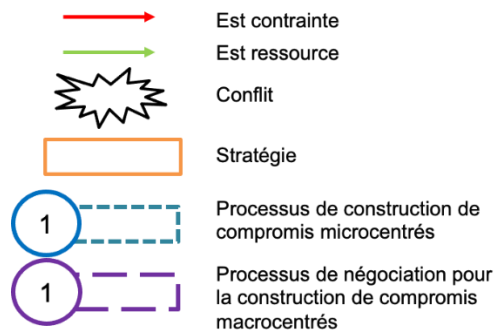 Est contrainte
Est ressource
Conflit
Stratégie
1
Processus de construction de
compromis microcentrés
1
Processus de négociation pour
la construction de compromis
macrocentrés